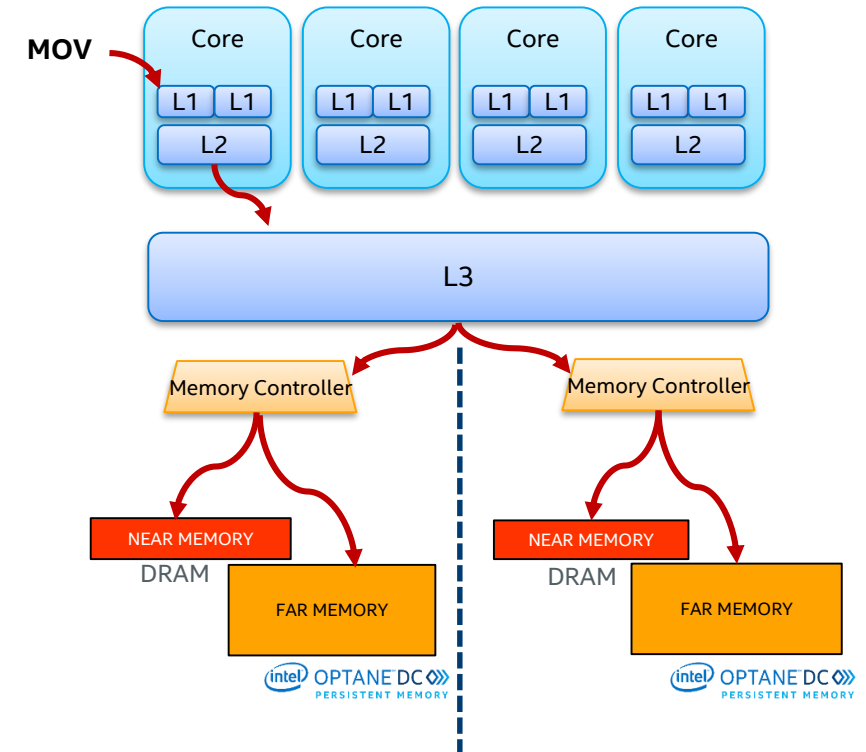 MOV
Core
Core
Core
Core
L1
L1
L1
L1
L1
L1
L1
L1
L2
L2
L2
L2
L3
Memory Controller
Memory Controller
NEAR MEMORY
NEAR MEMORY
DRAM
DRAM
FAR MEMORY
FAR MEMORY
intel OPTANE™ DC
PERSISTENT MEMORY
intel OPTANE™ DC
PERSISTENT MEMORY